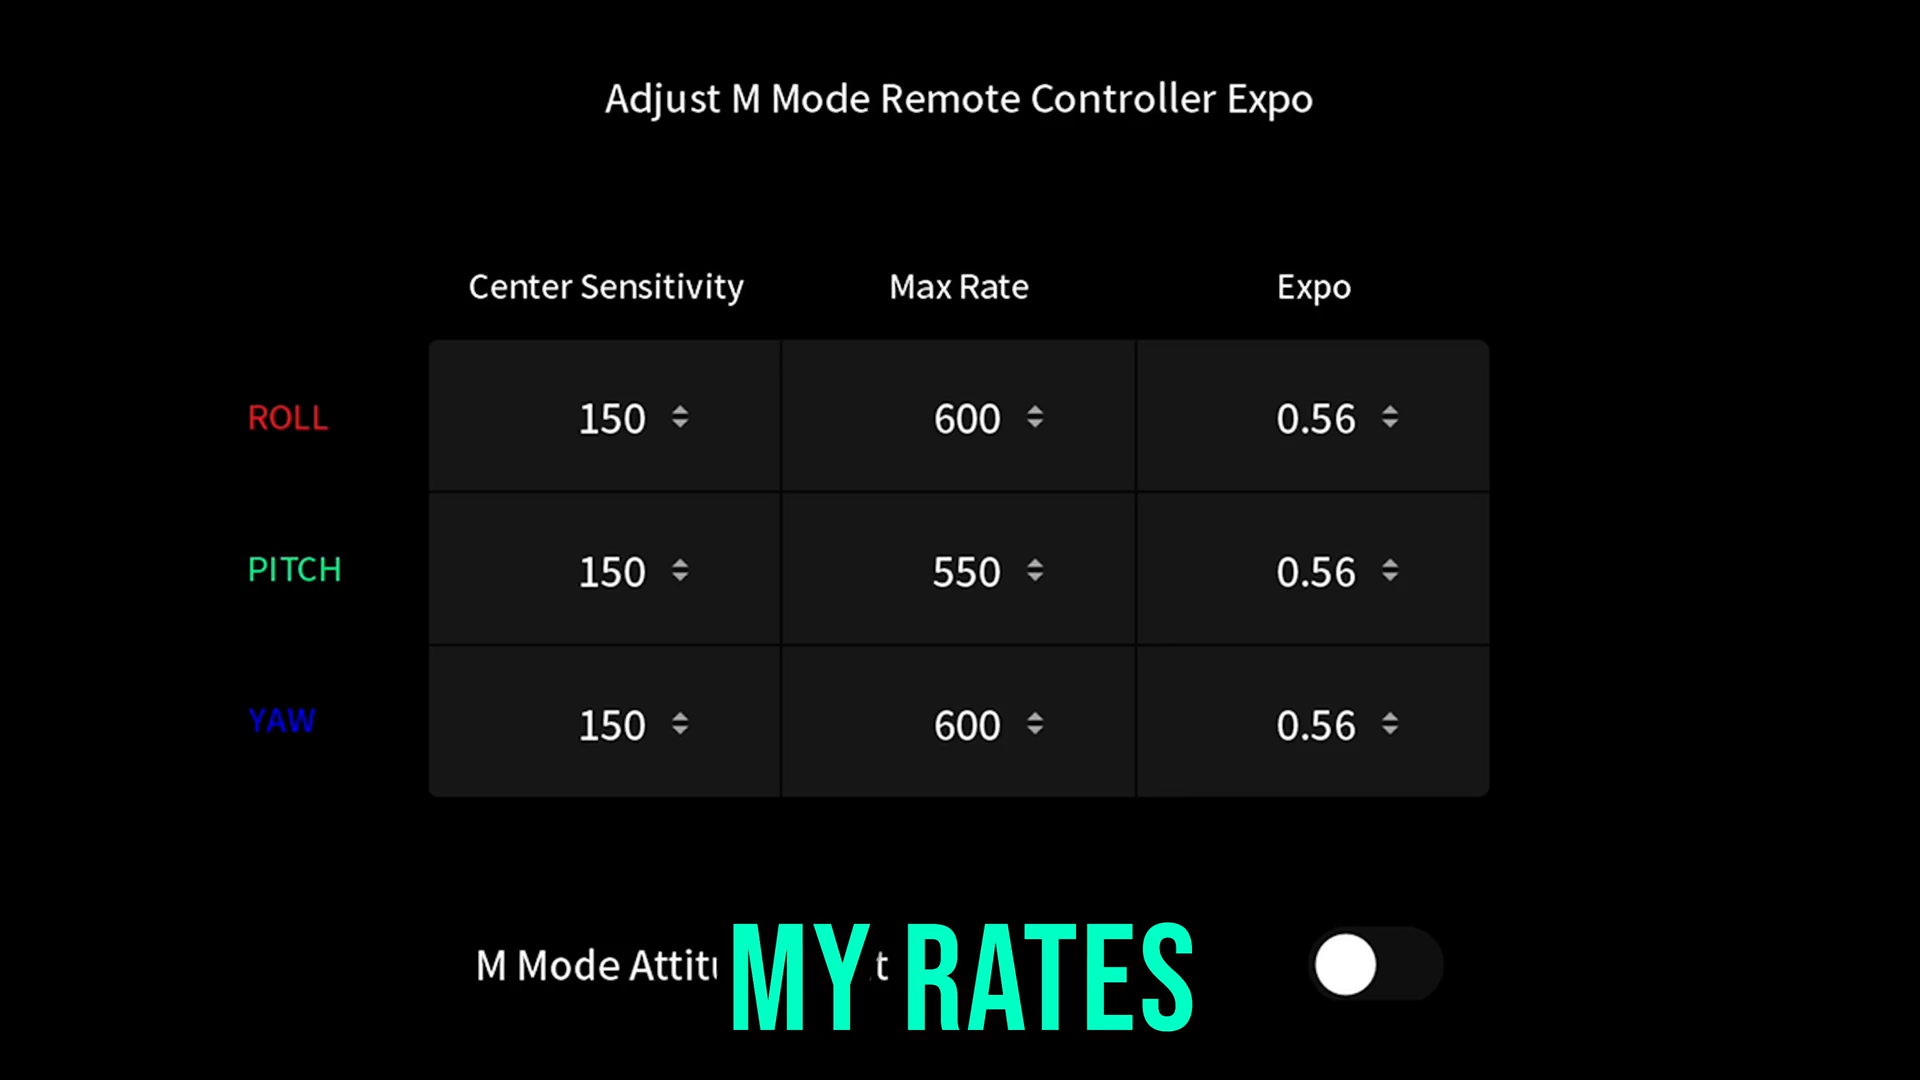 Adjust M Mode Remote Controller Expo
Center Sensitivity Max Rate Expo
ROLL 150 600 0.56
PITCH 150 550 0.56
YAW 150 600 0.56
M Mode
MY RATES